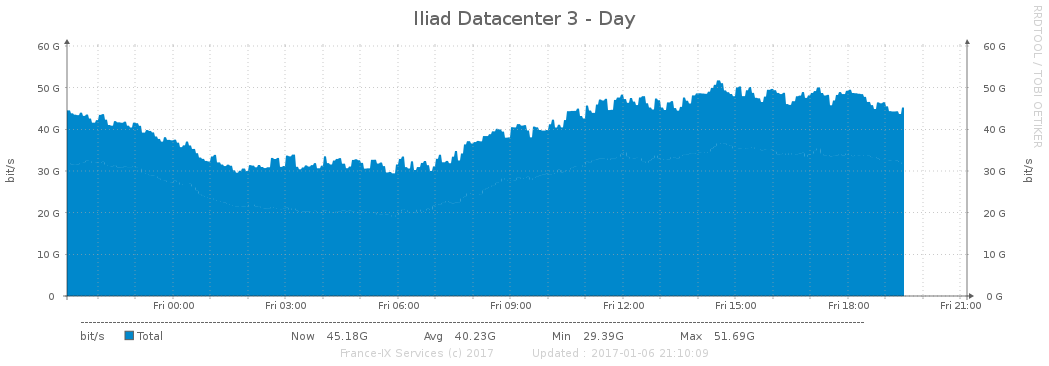 Iliad Datacenter 3 - Day
RRDTOOL / TOBI OETIKER
60 G 60 G
50 G 50 G
40 G 40 G
30 G 30 G
20 G 20 G
10 G 10 G
0 0 G
bit/s bit/s
Fri 00:00 Fri 03:00 Fri 06:00 Fri 09:00 Fri 12:00 Fri 15:00 Fri 18:00 Fri 21:00
bit/s Total Now 45.18G Avg 40.23G Min 29.39G Max 51.69G
France-IX Services (c) 2017 Updated : 2017-01-06 21:10:09